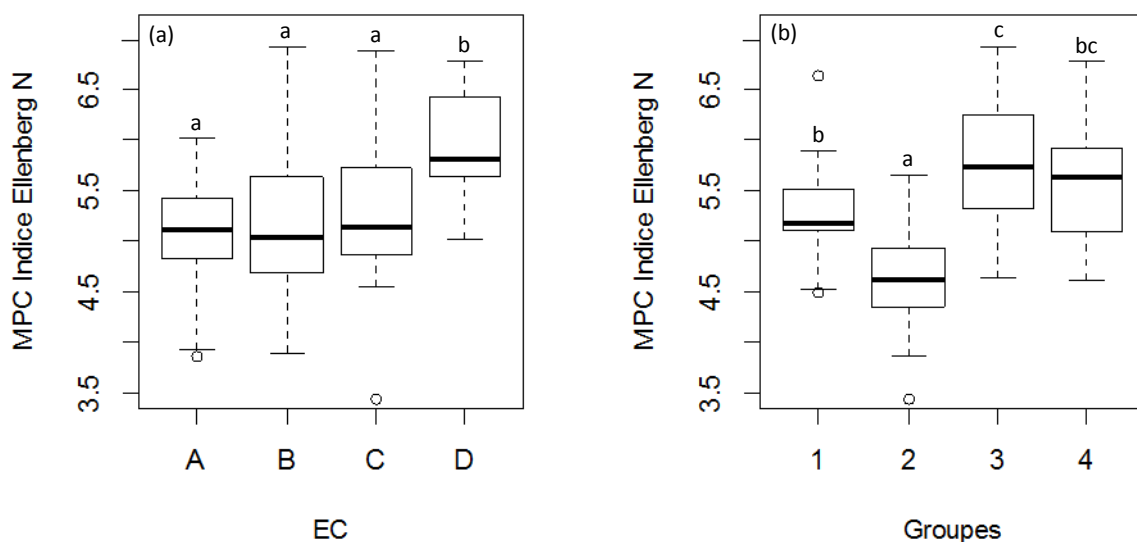 (a)
MPC Indice Ellenberg N
6.5
5.5
4.5
3.5
a
a
a
b
A B C D
EC
(b)
MPC Indice Ellenberg N
6.5
5.5
4.5
3.5
b
a
c
bc
1 2 3 4
Groupes